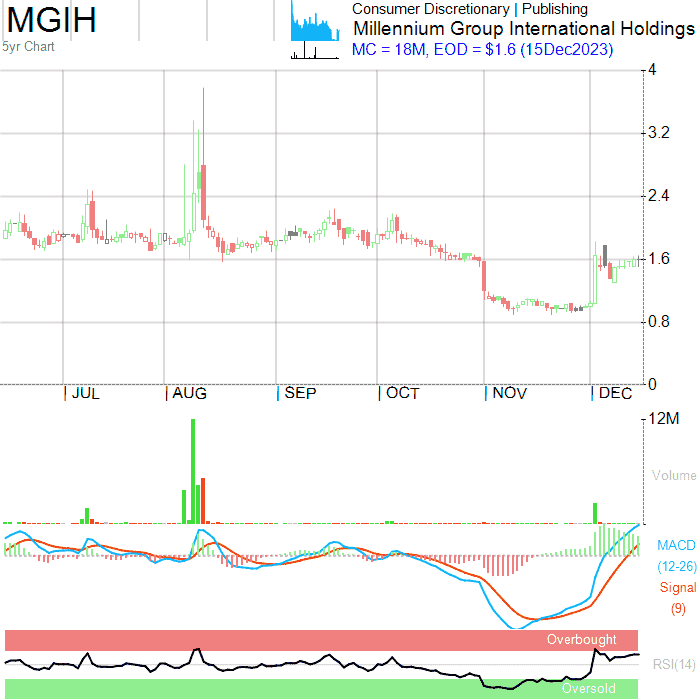 MGIH
5yr Chart
Consumer Discretionary | Publishing
Millennium Group International Holdings
MC = 18M, EOD = $1.6 (15Dec2023)
4
3.2
2.4
1.6
0.8
0
JUL AUG SEP OCT NOV DEC
12M
Volume
MACD
(12-26)
Signal
(9)
Overbought
RSI(14)
Oversold